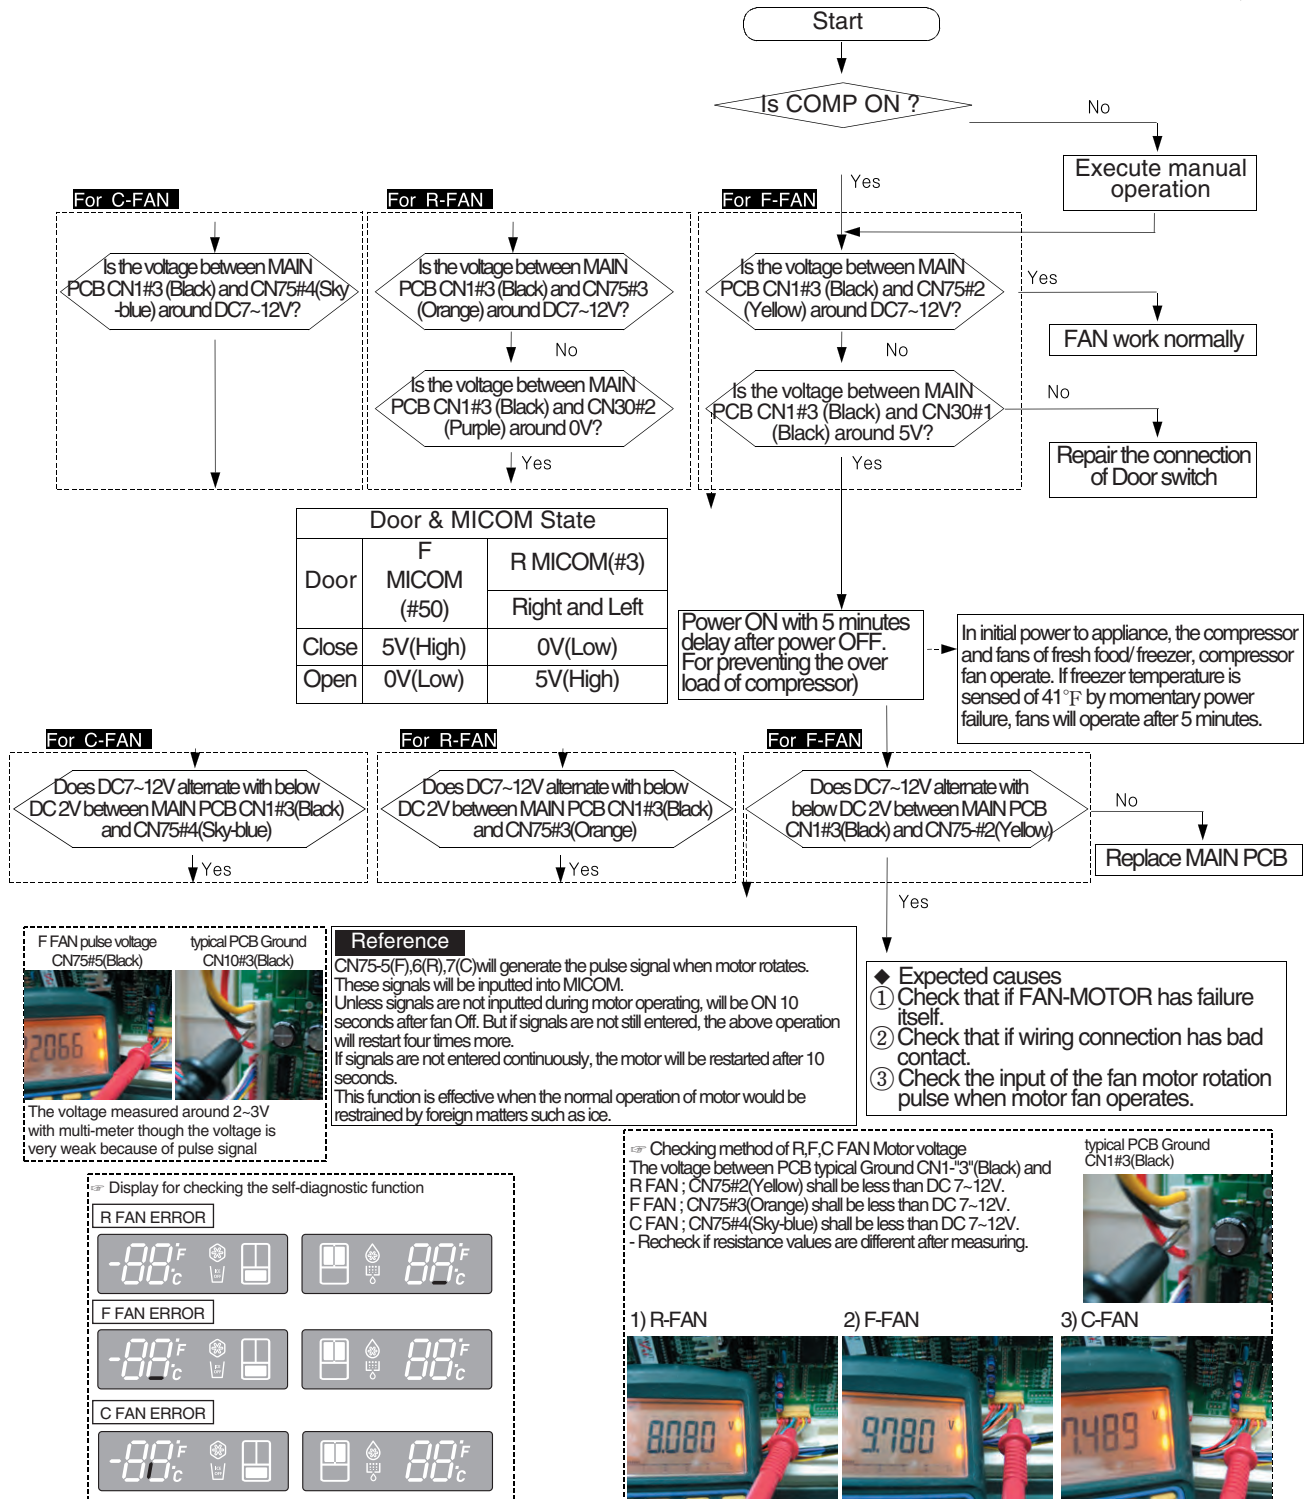 Start
Is COMP ON ?
No
Execute manual
operation
Yes
For C-FAN
For R-FAN
For F-FAN
Is the voltage between MAIN
PCB CN1#3 (Black) and CN75#4(Sky
-blue) around DC7~12V?
Is the voltage between MAIN
PCB CN1#3 (Black) and CN75#3
(Orange) around DC7~12V?
Is the voltage between MAIN
PCB CN1#3 (Black) and CN75#2
(Yellow) around DC7~12V?
Yes
FAN work normally
No
No
Is the voltage between MAIN
PCB CN1#3 (Black) and CN30#2
(Purple) around 0V?
Is the voltage between MAIN
PCB CN1#3 (Black) and CN30#1
(Black) around 5V?
No
Repair the connection
of Door switch
Yes
Yes
Door & MICOM State
Door
F
MICOM
(#50)
R MICOM(#3)
Right and Left
Close 5V(High) 0V(Low)
Open 0V(Low) 5V(High)
Power ON with 5 minutes
delay after power OFF.
For preventing the over
load of compressor)
In initial power to appliance, the compressor
and fans of fresh food/ freezer, compressor
fan operate. If freezer temperature is
sensed of 41°F by momentary power
failure, fans will operate after 5 minutes.
For C-FAN
For R-FAN
For F-FAN
Does DC7~12V alternate with below
DC 2V between MAIN PCB CN1#3(Black)
and CN75#4(Sky-blue)
Does DC7~12V alternate with below
DC 2V between MAIN PCB CN1#3(Black)
and CN75#3(Orange)
Does DC7~12V alternate with
below DC 2V between MAIN PCB
CN1#3(Black) and CN75-#2(Yellow)
No
Replace MAIN PCB
Yes
Yes
Yes
F FAN pulse voltage
CN75#5(Black)
typical PCB Ground
CN10#3(Black)
2066
The voltage measured around 2~3V
with multi-meter though the voltage is
very weak because of pulse signal
Reference
CN75-5(F),6(R),7(C)will generate the pulse signal when motor rotates.
These signals will be inputted into MICOM.
Unless signals are not inputted during motor operating, will be ON 10
seconds after fan Off. But if signals are not still entered, the above operation
will restart four times more.
If signals are not entered continuously, the motor will be restarted after 10
seconds.
This function is effective when the normal operation of motor would be
restrained by foreign matters such as ice.
◆ Expected causes
① Check that if FAN-MOTOR has failure
itself.
② Check that if wiring connection has bad
contact.
③ Check the input of the fan motor rotation
pulse when motor fan operates.
☞ Display for checking the self-diagnostic function
R FAN ERROR
-88°F °C
88°F °C
F FAN ERROR
-88°F °C
88°F °C
C FAN ERROR
-88°F °C
88°F °C
☞ Checking method of R,F,C FAN Motor voltage
The voltage between PCB typical Ground CN1-"3"(Black) and
R FAN ; CN75#2(Yellow) shall be less than DC 7~12V.
F FAN ; CN75#3(Orange) shall be less than DC 7~12V.
C FAN ; CN75#4(Sky-blue) shall be less than DC 7~12V.
- Recheck if resistance values are different after measuring.
typical PCB Ground
CN1#3(Black)
1) R-FAN
2) F-FAN
3) C-FAN
8.080 V
9.780 V
7.489 V